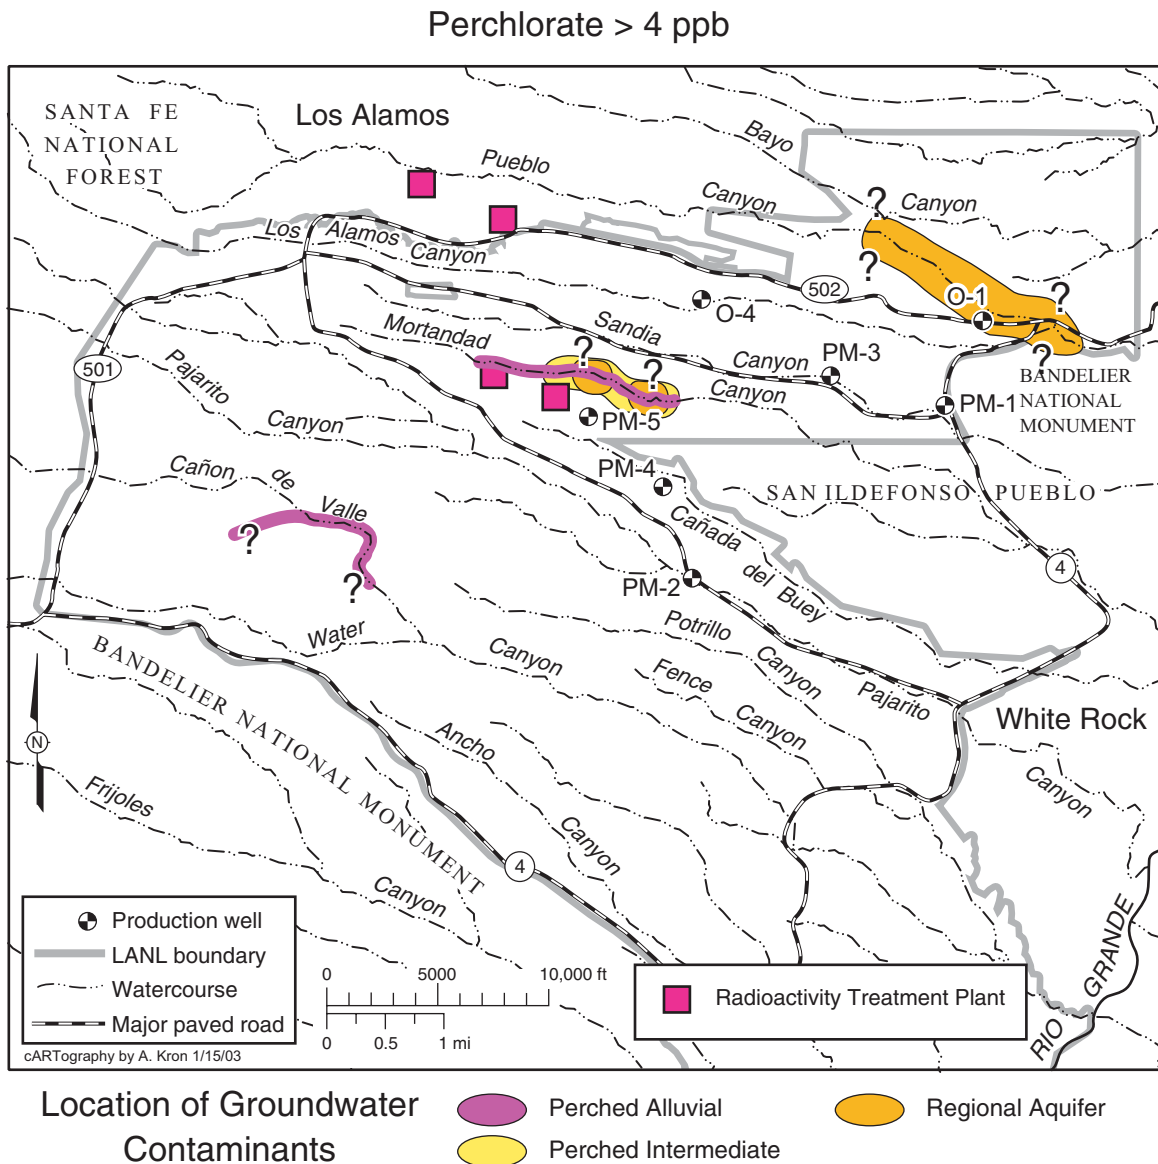 Perchlorate > 4 ppb
SANTA FE
NATIONAL
FOREST
Los Alamos
Bayo
Canyon
Pueblo
Canyon
Los Alamos
Canyon
502
O-1
O-4
?
?
?
?
Sandia
Canyon
Mortandad
Canyon
?
?
PM-3
PM-1
PM-5
PM-4
PM-2
BANDELIER
NATIONAL
MONUMENT
501
Pajarito
Canyon
Cañon de Valle
?
?
SAN ILDEFONSO PUEBLO
Cañada del Buey
4
Water
Canyon
Potrillo
Canyon
Fence
Canyon
Pajarito
White Rock
Canyon
BANDELIER NATIONAL MONUMENT
Ancho
Canyon
Frijoles
Canyon
4
N
RIO GRANDE
Production well
LANL boundary
Watercourse
Major paved road
cARTography by A. Kron 1/15/03
0 5000 10,000 ft
0 0.5 1 mi
Radioactivity Treatment Plant
Location of Groundwater
Contaminants
Perched Alluvial
Perched Intermediate
Regional Aquifer